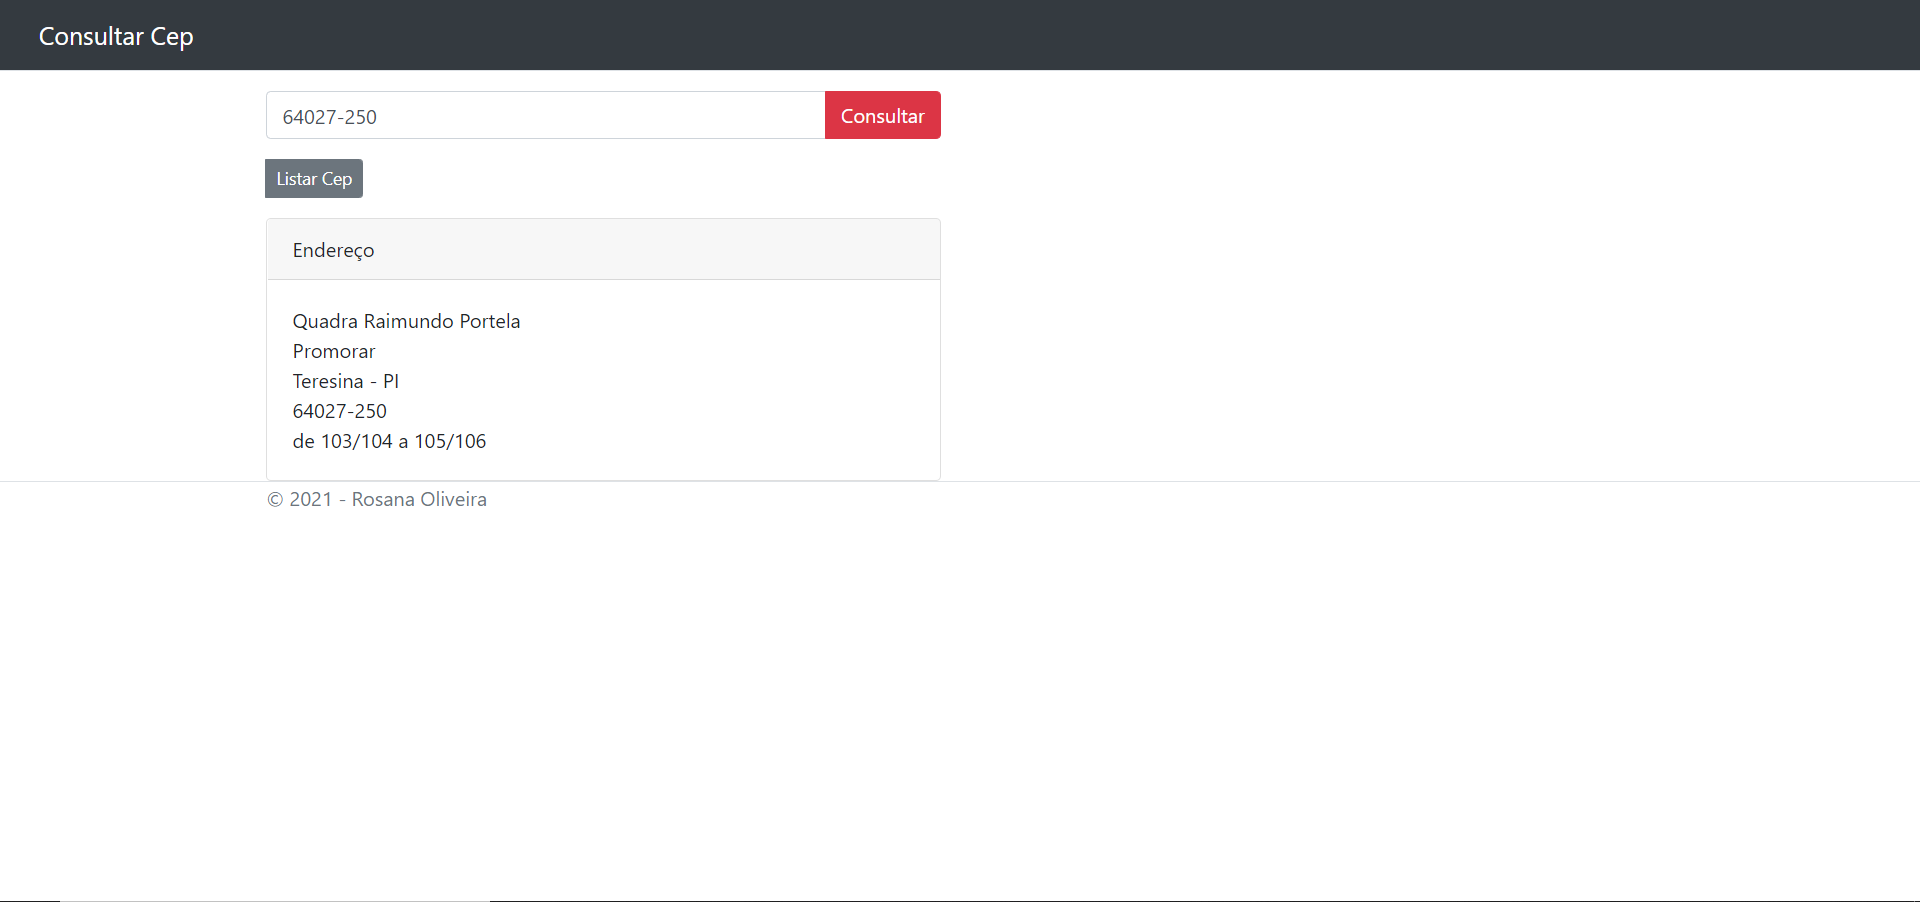 Consultar Cep
64027-250
Consultar
Listar Cep
Endereço
Quadra Raimundo Portela
Promorar
Teresina - PI
64027-250
de 103/104 a 105/106
© 2021 - Rosana Oliveira